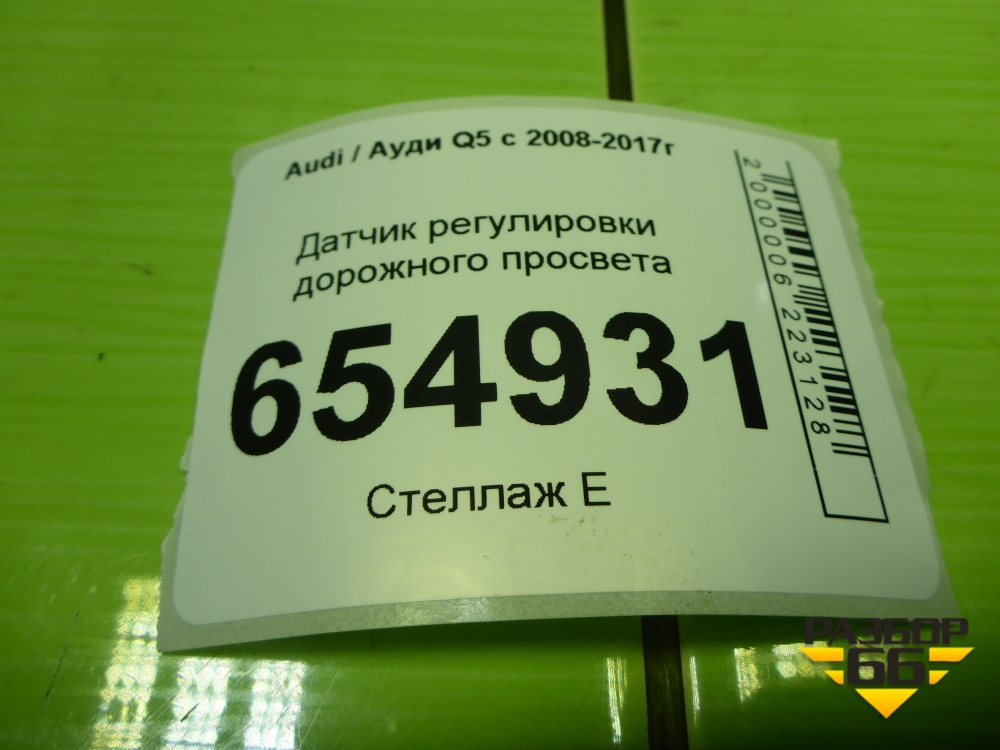 Audi / Ауди Q5 с 2008-2017г
Датчик регулировки
дорожного просвета
654931
Стеллаж Е
2000006223128
РАЗБОР
66